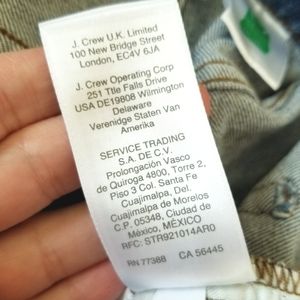 J. Crew U.K. Limited
100 New Bridge Street
London, EC4V 6JA
J. Crew Operating Corp
251 Ttle Falls Drive
USA DE19808 Wilmington
Delaware
Verenidge Staten Van
Amerika
SERVICE TRADING
S.A. DE C.V.
Prolongación Vasco
de Quiroga 4800, Torre 2,
Piso 3 Col. Santa Fe
Cuajimalpa, Del.
Cuajimalpa de Morelos
C.P. 05348, Ciudad de
México, MÉXICO
RFC: STR921014AR0
RN 77388 CA 56445